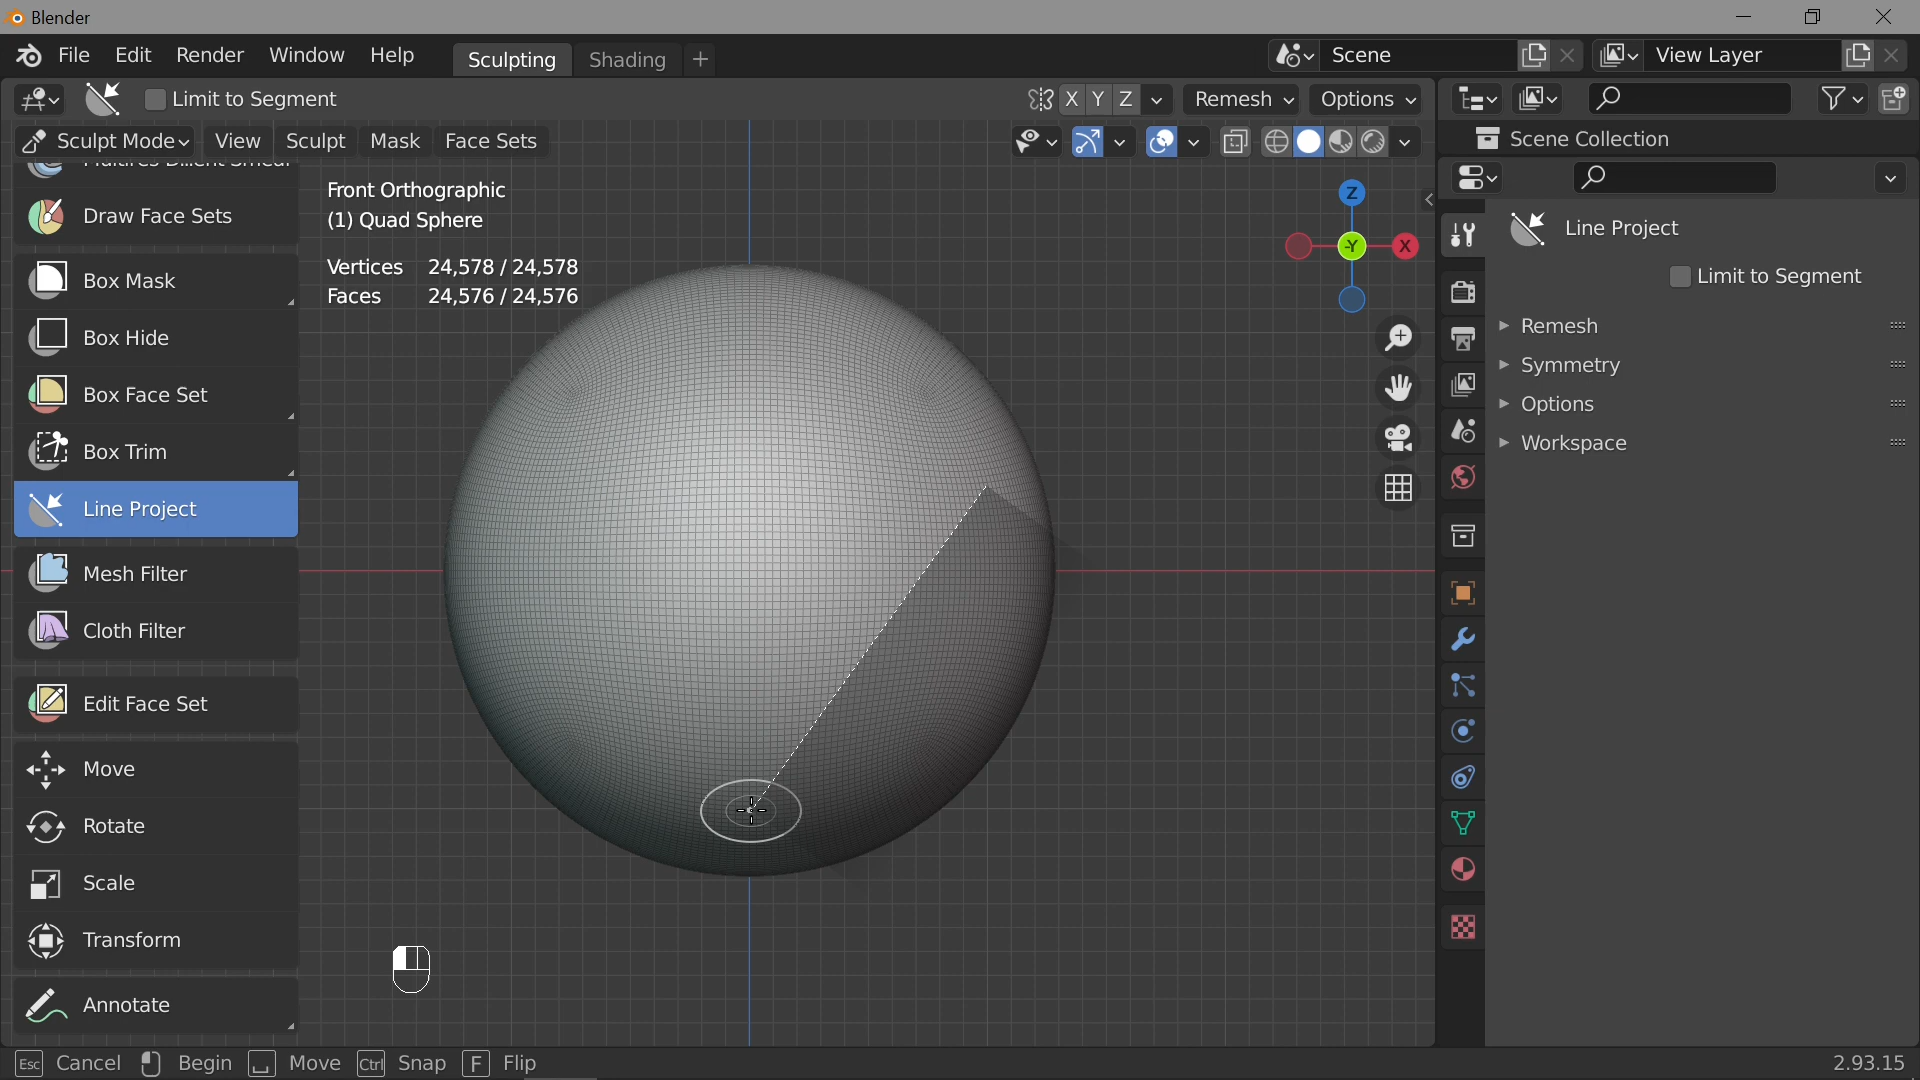 Blender
File Edit Render Window Help Sculpting Shading + Scene View Layer
Limit to Segment X Y Z Remesh Options
Sculpt Mode View Sculpt Mask Face Sets
Scene Collection
Multires Displ. Smear
Draw Face Sets
Box Mask
Box Hide
Box Face Set
Box Trim
Line Project
Mesh Filter
Cloth Filter
Edit Face Set
Move
Rotate
Scale
Transform
Annotate
Front Orthographic
(1) Quad Sphere
Vertices 24,578 / 24,578
Faces 24,576 / 24,576
Z
-Y X
Line Project
Limit to Segment
Remesh
Symmetry
Options
Workspace
Esc Cancel Begin Move Ctrl Snap F Flip 2.93.15